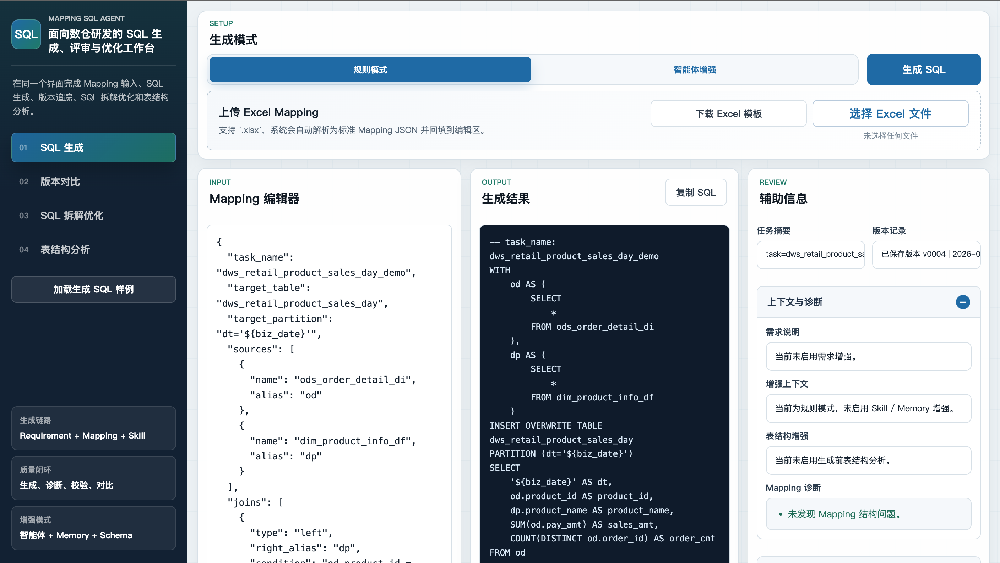 SQL
MAPPING SQL AGENT
面向数仓研发的 SQL 生
成、评审与优化工作台
在同一个界面完成 Mapping 输入、SQL
生成、版本追踪、SQL 拆解优化和表结构
分析。
01 SQL 生成
02 版本对比
03 SQL 拆解优化
04 表结构分析
加载生成 SQL 样例
生成链路
Requirement + Mapping + Skill
质量闭环
生成、诊断、校验、对比
增强模式
智能体 + Memory + Schema
SETUP
生成模式
规则模式
智能体增强
生成 SQL
上传 Excel Mapping
支持 `.xlsx`，系统会自动解析为标准 Mapping JSON 并回填到编辑区。
下载 Excel 模板
选择 Excel 文件
未选择任何文件
INPUT
Mapping 编辑器
{
  "task_name":
"dws_retail_product_sales_day_demo",
  "target_table":
"dws_retail_product_sales_day",
  "target_partition":
"dt='${biz_date}'",
  "sources": [
    {
      "name": "ods_order_detail_di",
      "alias": "od"
    },
    {
      "name": "dim_product_info_df",
      "alias": "dp"
    }
  ],
  "joins": [
    {
      "type": "left",
      "right_alias": "dp",
      "condition": "od.product_id =
OUTPUT
生成结果
复制 SQL
-- task_name:
dws_retail_product_sales_day_demo
WITH
    od AS (
        SELECT
            *
        FROM ods_order_detail_di
    ),
    dp AS (
        SELECT
            *
        FROM dim_product_info_df
    )
INSERT OVERWRITE TABLE
dws_retail_product_sales_day
PARTITION (dt='${biz_date}')
SELECT
    '${biz_date}' AS dt,
    od.product_id AS product_id,
    dp.product_name AS product_name,
    SUM(od.pay_amt) AS sales_amt,
    COUNT(DISTINCT od.order_id) AS order_cnt
FROM od
REVIEW
辅助信息
任务摘要
task=dws_retail_product_sa
版本记录
已保存版本 v0004 | 2026-0
上下文与诊断
需求说明
当前未启用需求增强。
增强上下文
当前为规则模式，未启用 Skill / Memory 增强。
表结构增强
当前未启用生成前表结构分析。
Mapping 诊断
• 未发现 Mapping 结构问题。